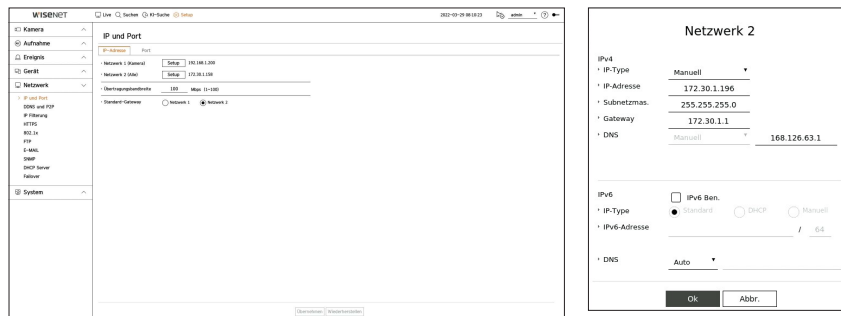 WISENET
Live Suchen KI-Suche Setup 2022-03-29 08:10:23 admin ?
Kamera
Aufnahme
Ereignis
Gerät
Netzwerk
IP und Port
DDNS und P2P
IP Filterung
HTTPS
802.1x
FTP
E-MAIL
SNMP
DHCP Server
Failover
System
IP und Port
IP-Adresse Port
Netzwerk 1 (Kamera) Setup 192.168.1.200
Netzwerk 2 (Alle) Setup 172.30.1.158
Übertragungsbandbreite 100 Mbps (1~100)
Standard-Gateway Netzwerk 1 Netzwerk 2
Übernehmen Wiederherstellen
Netzwerk 2
IPv4
IP-Type Manuell
IP-Adresse 172.30.1.196
Subnetzmas. 255.255.255.0
Gateway 172.30.1.1
DNS Manuell 168.126.63.1
IPv6 IPv6 Ben.
IP-Type Standard DHCP Manuell
IPv6-Adresse / 64
DNS Auto
Ok Abbr.